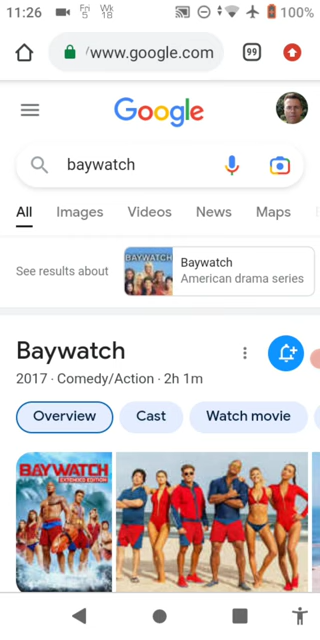 11:26
Fri
5
Wk
18
100%
/www.google.com
99
Google
baywatch
All Images Videos News Maps
See results about
BAYWATCH
Baywatch
American drama series
Baywatch
2017 · Comedy/Action · 2h 1m
Overview Cast Watch movie
BAYWATCH
EXTENDED EDITION